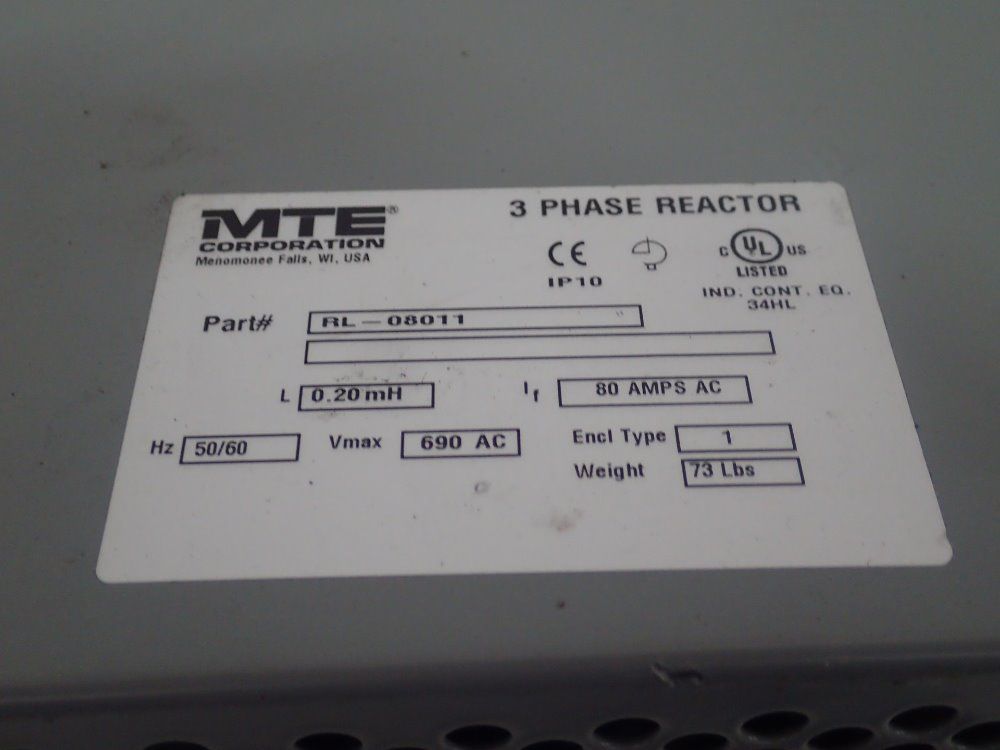 MTE®
CORPORATION
Menomonee Falls, WI, USA
3 PHASE REACTOR
CE
IP10
C UL US
LISTED
IND. CONT. EQ.
34HL
Part# RL-08011
L 0.20 mH If 80 AMPS AC
Hz 50/60 Vmax 690 AC Encl Type 1
Weight 73 Lbs